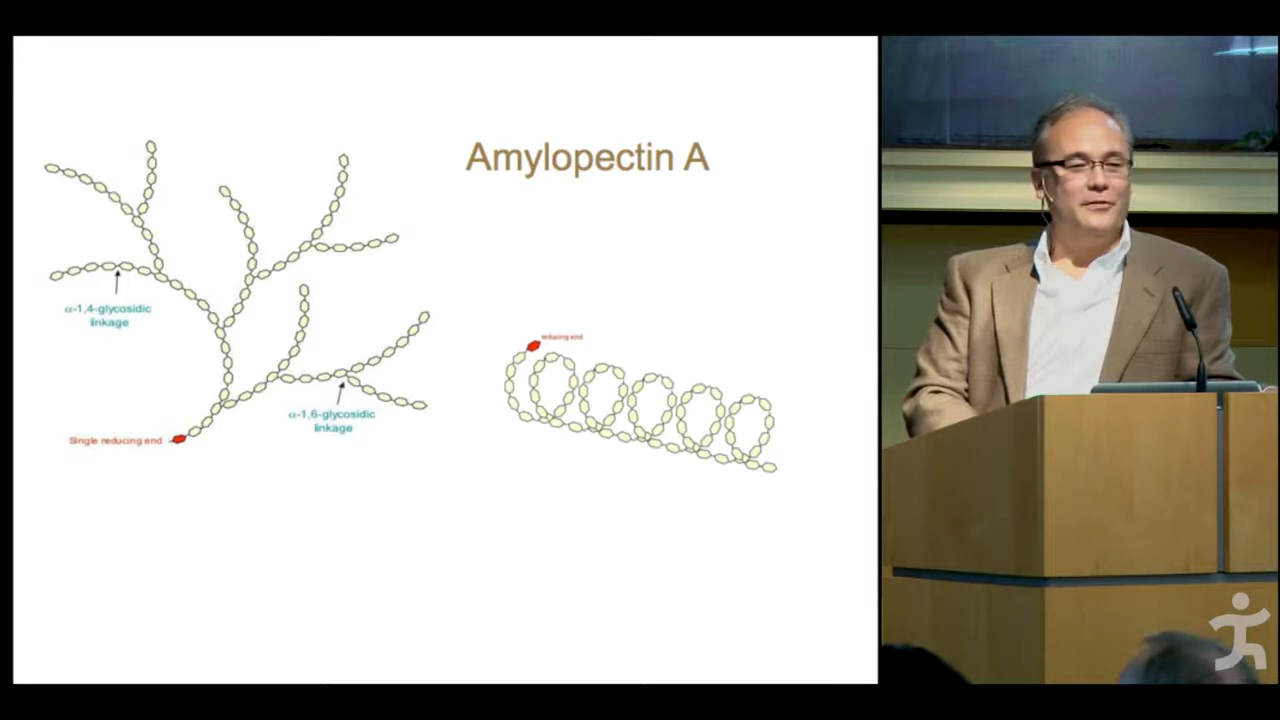 Amylopectin A
α-1,4-glycosidic
linkage
reducing end
α-1,6-glycosidic
linkage
Single reducing end